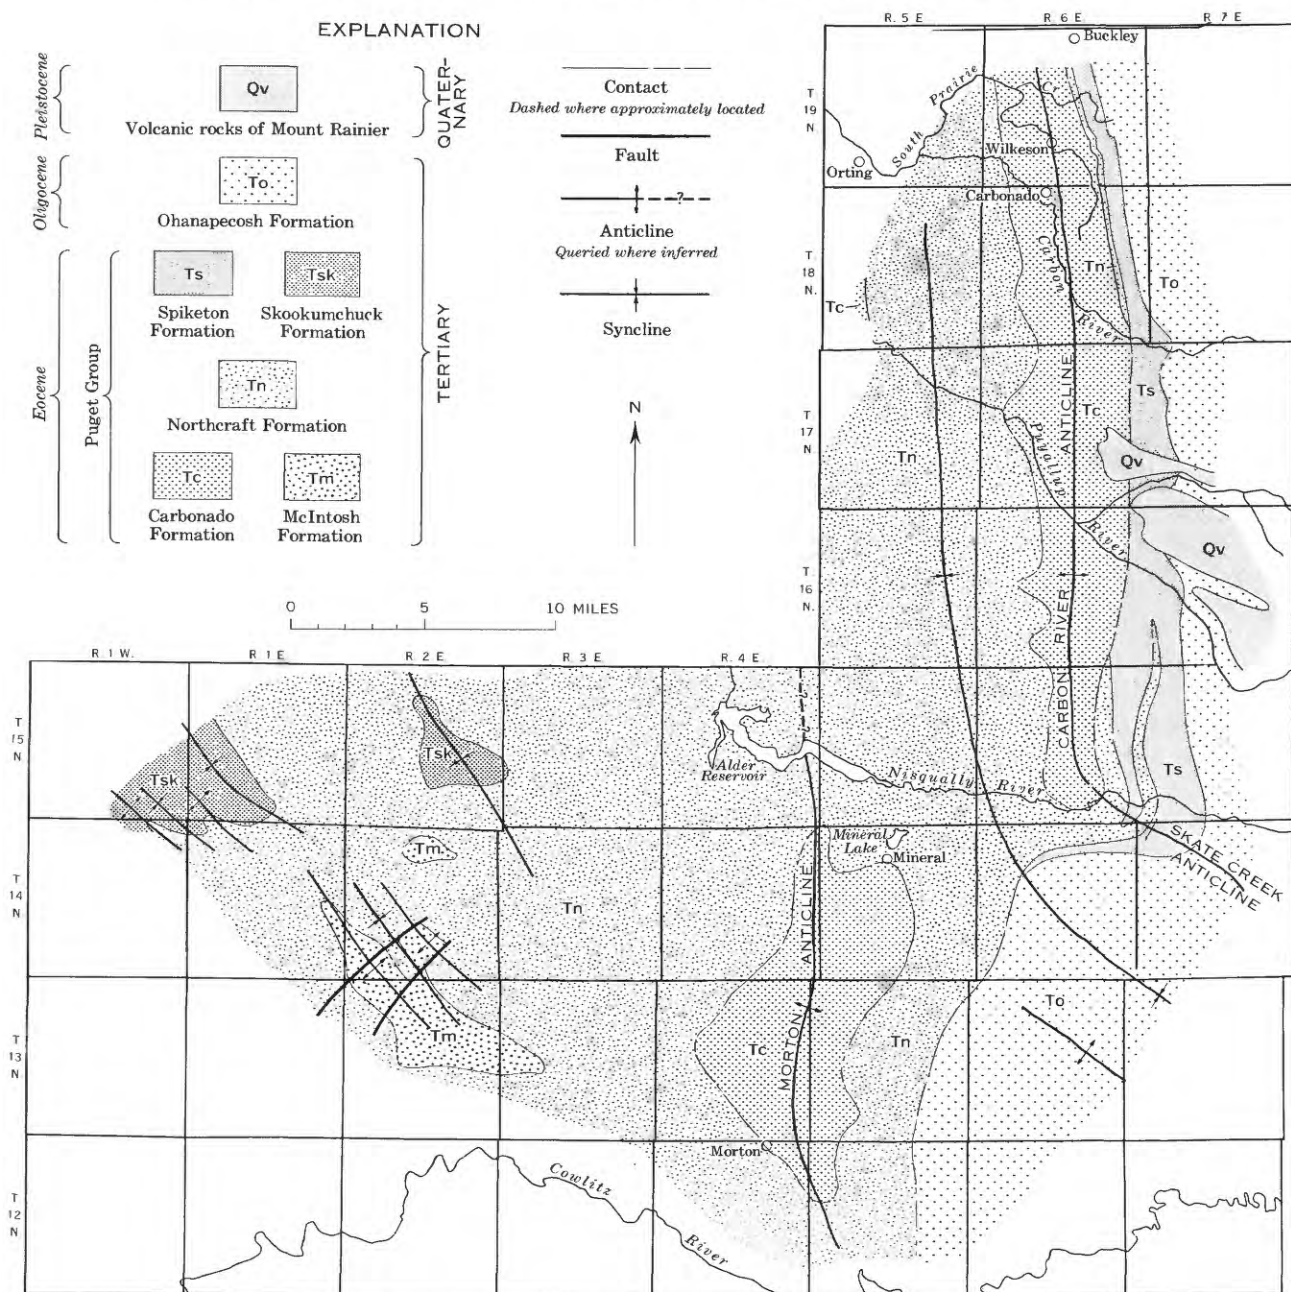 EXPLANATION
Pleistocene
Qv
Volcanic rocks of Mount Rainier
QUATER-
NARY
Oligocene
To
Ohanapecosh Formation
Eocene
Puget Group
Ts
Spiketon
Formation
Tsk
Skookumchuck
Formation
Tn
Northcraft Formation
Tc
Carbonado
Formation
Tm
McIntosh
Formation
TERTIARY
Contact
Dashed where approximately located
Fault
?
Anticline
Queried where inferred
Syncline
N
0 5 10 MILES
R. 5 E
R. 6 E
R 7 E
Buckley
T
19
N
South Prairie Cr
Wilkeson
Orting
Carbonado
T.
18
N.
Carbon River
Tn
To
Tc
T
17
N.
Tn
Tc
Ts
Puyallup River
CARBON RIVER ANTICLINE
Qv
Qv
T.
16
N.
R 1 W.
R 1 E
R 2 E
R 3 E
R. 4 E.
T
15
N
Tsk
Tsk
?
?
Alder
Reservoir
Nisqually River
Ts
Mineral
Lake
Mineral
SKATE CREEK
ANTICLINE
T
14
N
Tm
Tn
MORTON ANTICLINE
T
13
N
Tm
Tc
Tn
To
Morton
T
12
N
Cowlitz River